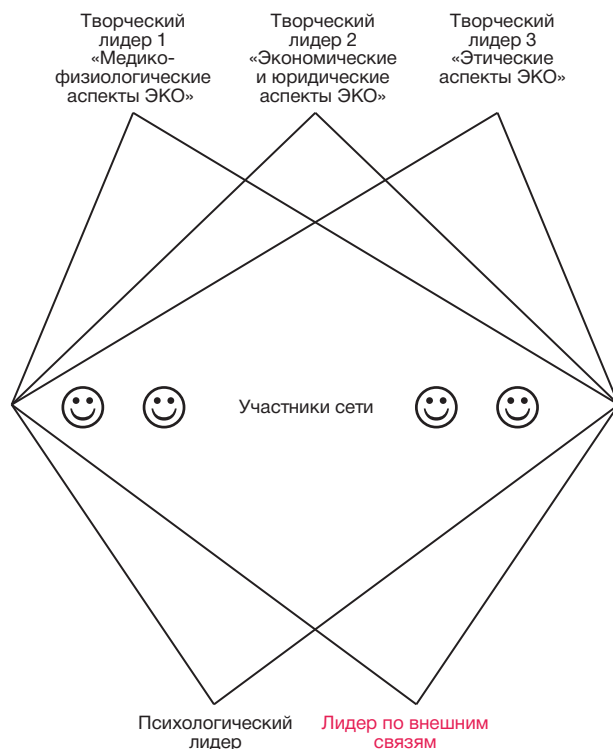 Творческий
лидер 1
«Медико-
физиологические
аспекты ЭКО»
Творческий
лидер 2
«Экономические
и юридические
аспекты ЭКО»
Творческий
лидер 3
«Этические
аспекты ЭКО»
Участники сети
Психологический
лидер
Лидер по внешним
связям